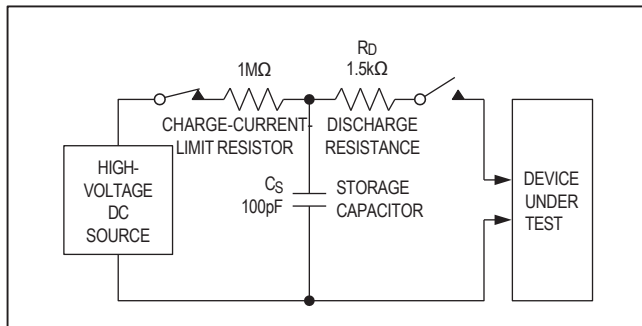 RD
1MΩ
1.5kΩ
CHARGE-CURRENT-
LIMIT RESISTOR
DISCHARGE
RESISTANCE
HIGH-
VOLTAGE
DC
SOURCE
CS
100pF
STORAGE
CAPACITOR
DEVICE
UNDER
TEST